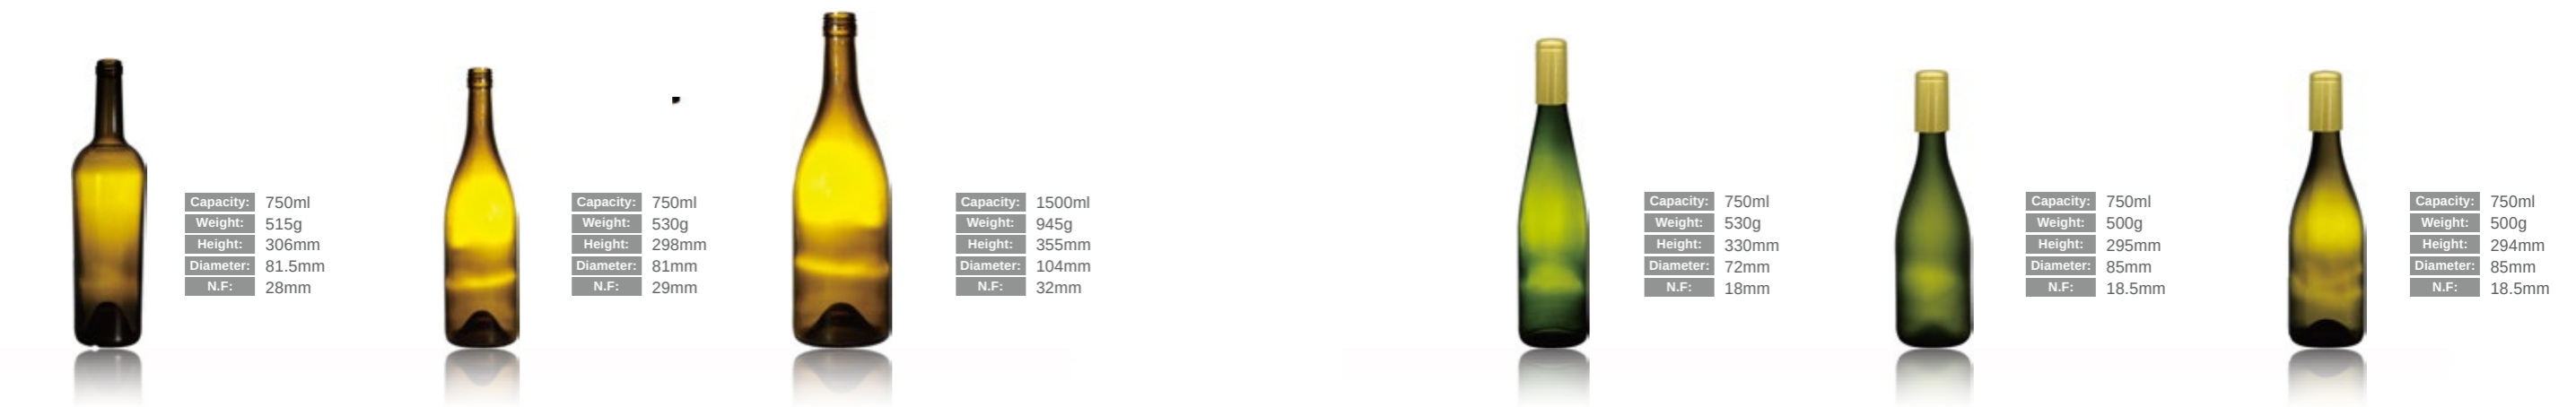 Capacity: 750ml
Weight: 515g
Height: 306mm
Diameter: 81.5mm
N.F: 28mm
Capacity: 750ml
Weight: 530g
Height: 298mm
Diameter: 81mm
N.F: 29mm
Capacity: 1500ml
Weight: 945g
Height: 355mm
Diameter: 104mm
N.F: 32mm
Capacity: 750ml
Weight: 530g
Height: 330mm
Diameter: 72mm
N.F: 18mm
Capacity: 750ml
Weight: 500g
Height: 295mm
Diameter: 85mm
N.F: 18.5mm
Capacity: 750ml
Weight: 500g
Height: 294mm
Diameter: 85mm
N.F: 18.5mm